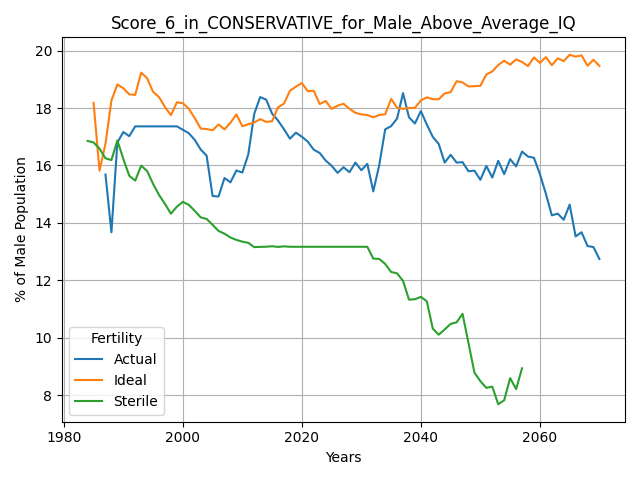 Score_6_in_CONSERVATIVE_for_Male_Above_Average_IQ
% of Male Population
20
18
16
14
12
10
8
Fertility
Actual
Ideal
Sterile
1980 2000 2020 2040 2060
Years